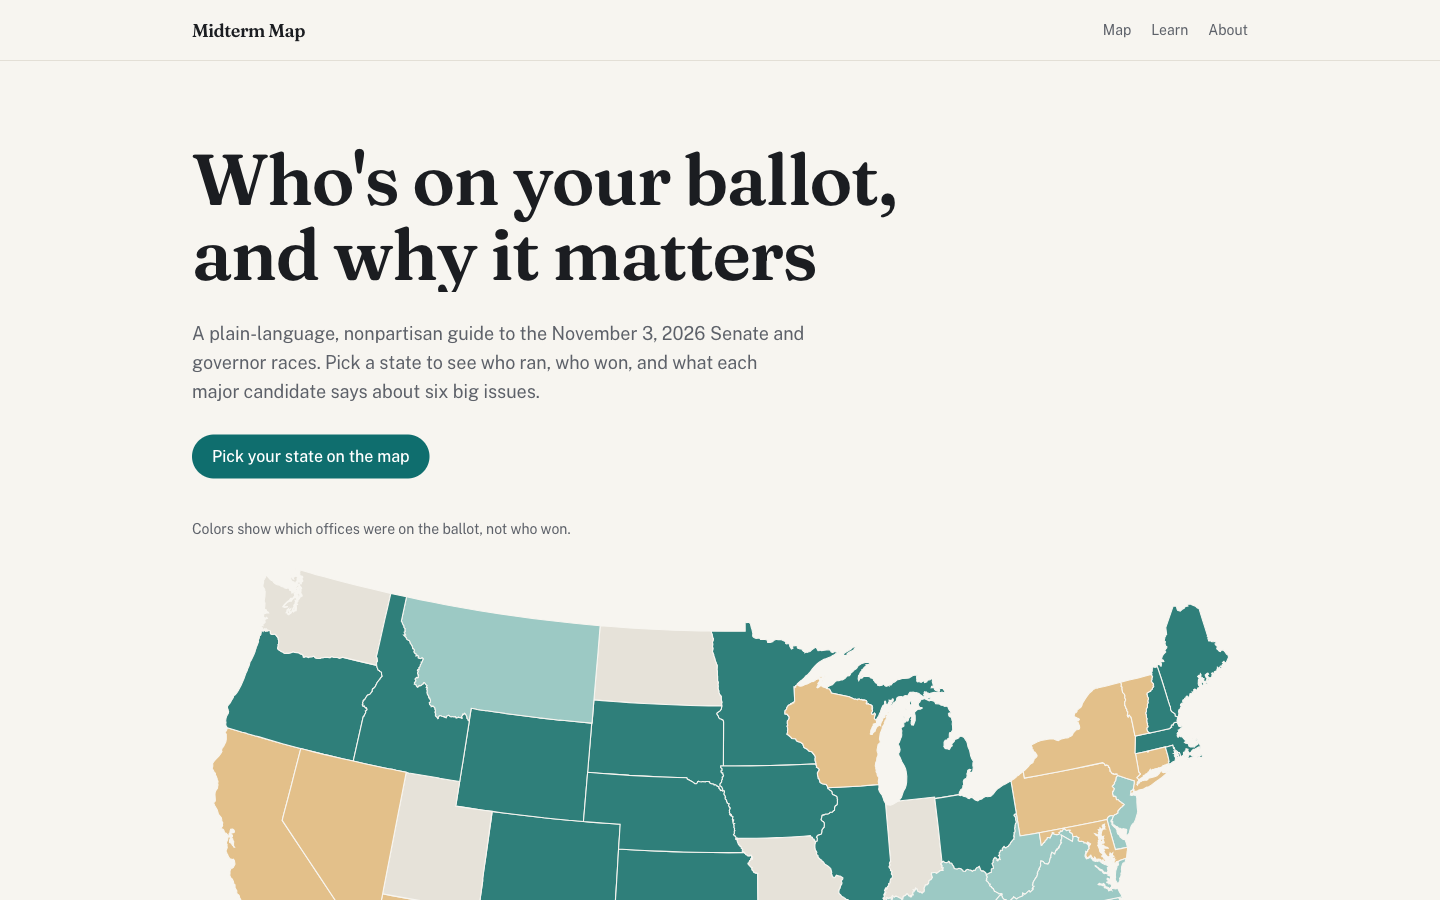 Midterm Map
Map Learn About
Who's on your ballot,
and why it matters
A plain-language, nonpartisan guide to the November 3, 2026 Senate and
governor races. Pick a state to see who ran, who won, and what each
major candidate says about six big issues.
Pick your state on the map
Colors show which offices were on the ballot, not who won.